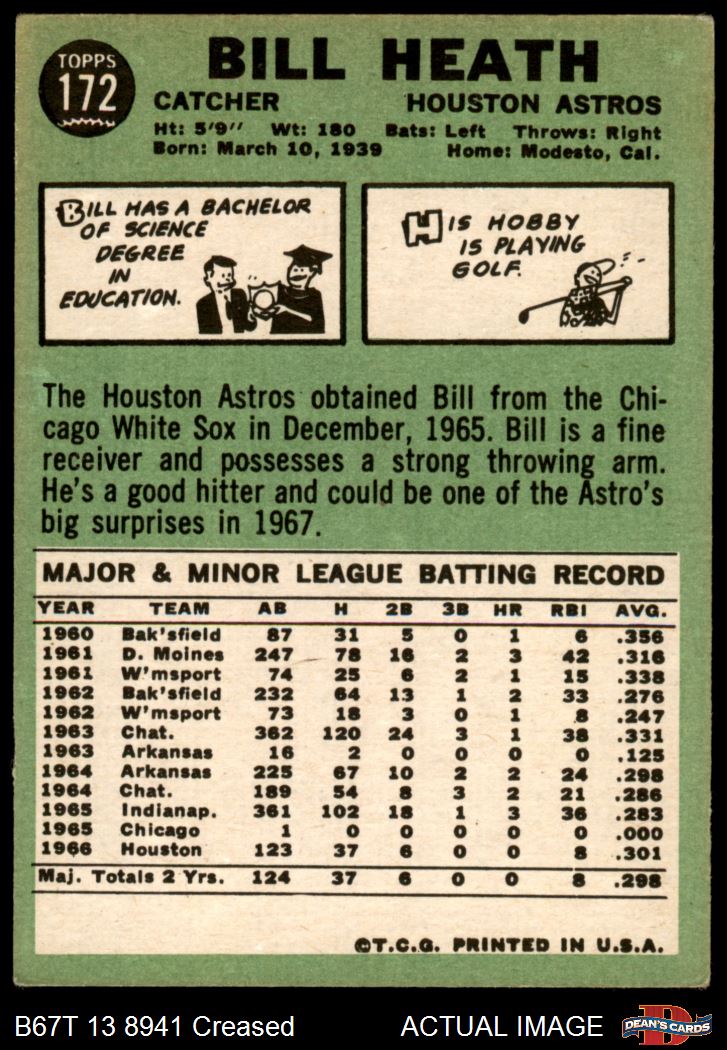 TOPPS
172
BILL HEATH
CATCHER HOUSTON ASTROS
Ht: 5'9" Wt: 180 Bats: Left Throws: Right
Born: March 10, 1939 Home: Modesto, Cal.
BILL HAS A BACHELOR
OF SCIENCE
DEGREE
IN
EDUCATION.
HIS HOBBY
IS PLAYING
GOLF.
The Houston Astros obtained Bill from the Chi-
cago White Sox in December, 1965. Bill is a fine
receiver and possesses a strong throwing arm.
He's a good hitter and could be one of the Astro's
big surprises in 1967.
MAJOR & MINOR LEAGUE BATTING RECORD
YEAR TEAM AB H 2B 3B HR RBI AVG.
1960 Bak'sfield 87 31 5 0 1 6 .356
1961 D. Moines 247 78 16 2 3 42 .316
1961 W'msport 74 25 6 2 1 15 .338
1962 Bak'sfield 232 64 13 1 2 33 .276
1962 W'msport 73 18 3 0 1 8 .247
1963 Chat. 362 120 24 3 1 38 .331
1963 Arkansas 16 2 0 0 0 0 .125
1964 Arkansas 225 67 10 2 2 24 .298
1964 Chat. 189 54 8 3 2 21 .286
1965 Indianap. 361 102 18 1 3 36 .283
1965 Chicago 1 0 0 0 0 0 .000
1966 Houston 123 37 6 0 0 8 .301
Maj. Totals 2 Yrs. 124 37 6 0 0 8 .298
©T.C.G. PRINTED IN U.S.A.
B67T 13 8941 Creased ACTUAL IMAGE
D
DEAN'S CARDS